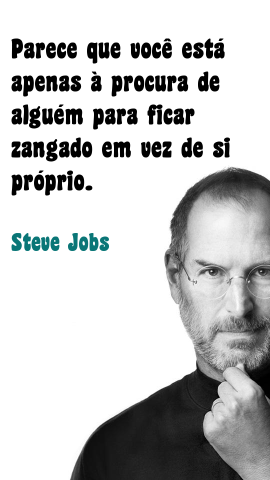 Parece que você está
apenas à procura de
alguém para ficar
zangado em vez de si
próprio.
Steve Jobs